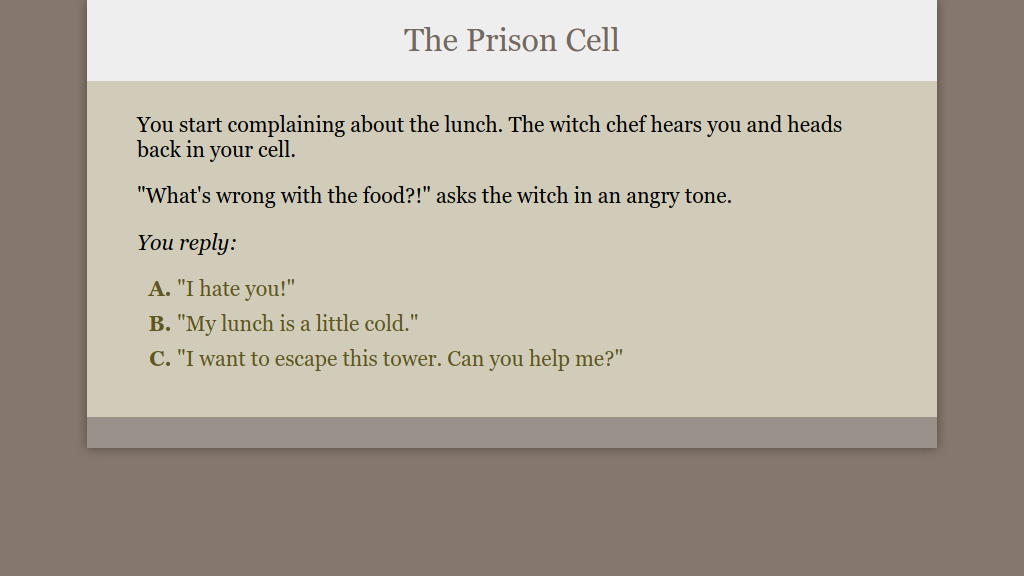 The Prison Cell
You start complaining about the lunch. The witch chef hears you and heads
back in your cell.
"What's wrong with the food?!" asks the witch in an angry tone.
You reply:
A. "I hate you!"
B. "My lunch is a little cold."
C. "I want to escape this tower. Can you help me?"